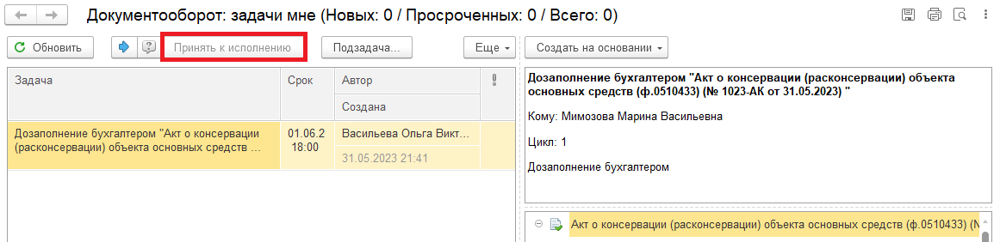 Документооборот: задачи мне (Новых: 0 / Просроченных: 0 / Всего: 0)
Обновить Принять к исполнению Подзадача... Еще Создать на основании
Задача Срок Автор
Создана
Дозаполнение бухгалтером "Акт о консервации (расконсервации) объекта основных средств ...
01.06.2 18:00
Васильева Ольга Викт...
31.05.2023 21:41
Дозаполнение бухгалтером "Акт о консервации (расконсервации) объекта
основных средств (ф.0510433) (№ 1023-АК от 31.05.2023) "
Кому: Мимозова Марина Васильевна
Цикл: 1
Дозаполнение бухгалтером
Акт о консервации (расконсервации) объекта основных средств (ф.0510433) (№